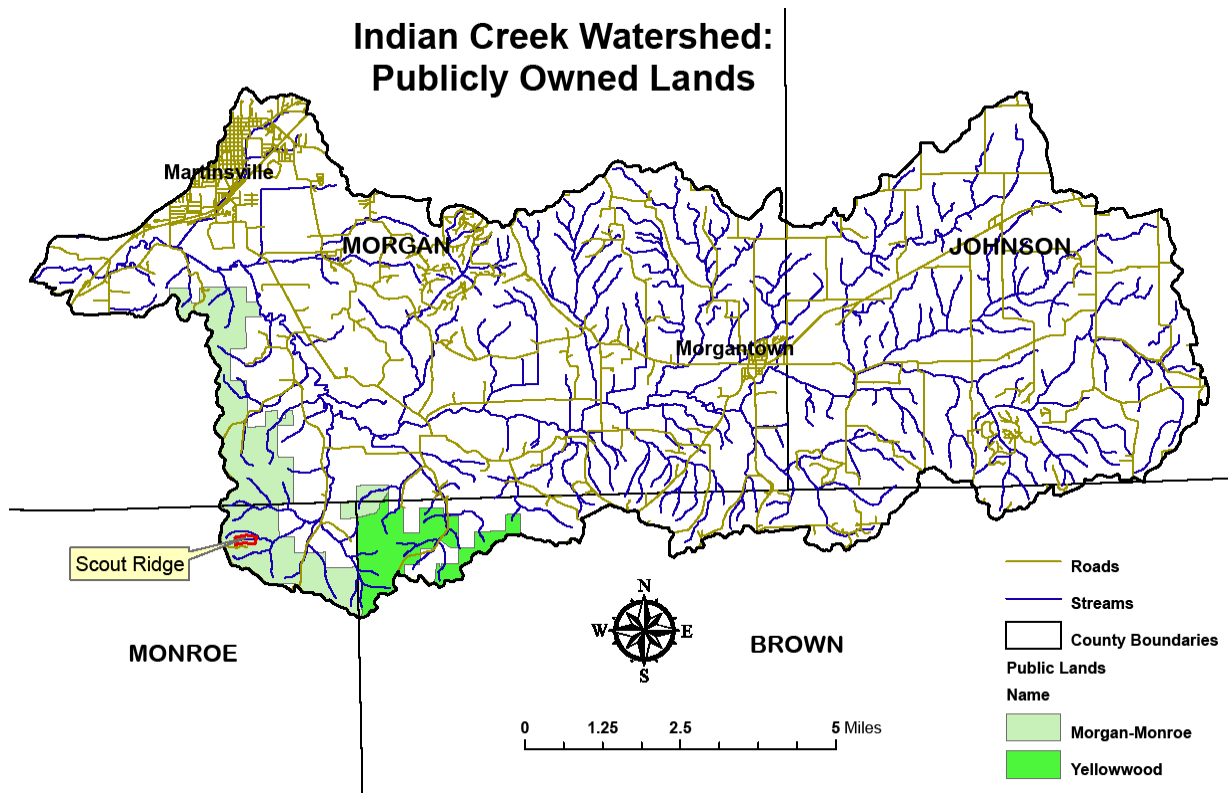 Indian Creek Watershed:
Publicly Owned Lands
Martinsville
MORGAN
JOHNSON
Morgantown
Scout Ridge
MONROE
BROWN
N
W E
S
0 1.25 2.5 5 Miles
Roads
Streams
County Boundaries
Public Lands
Name
Morgan-Monroe
Yellowwood